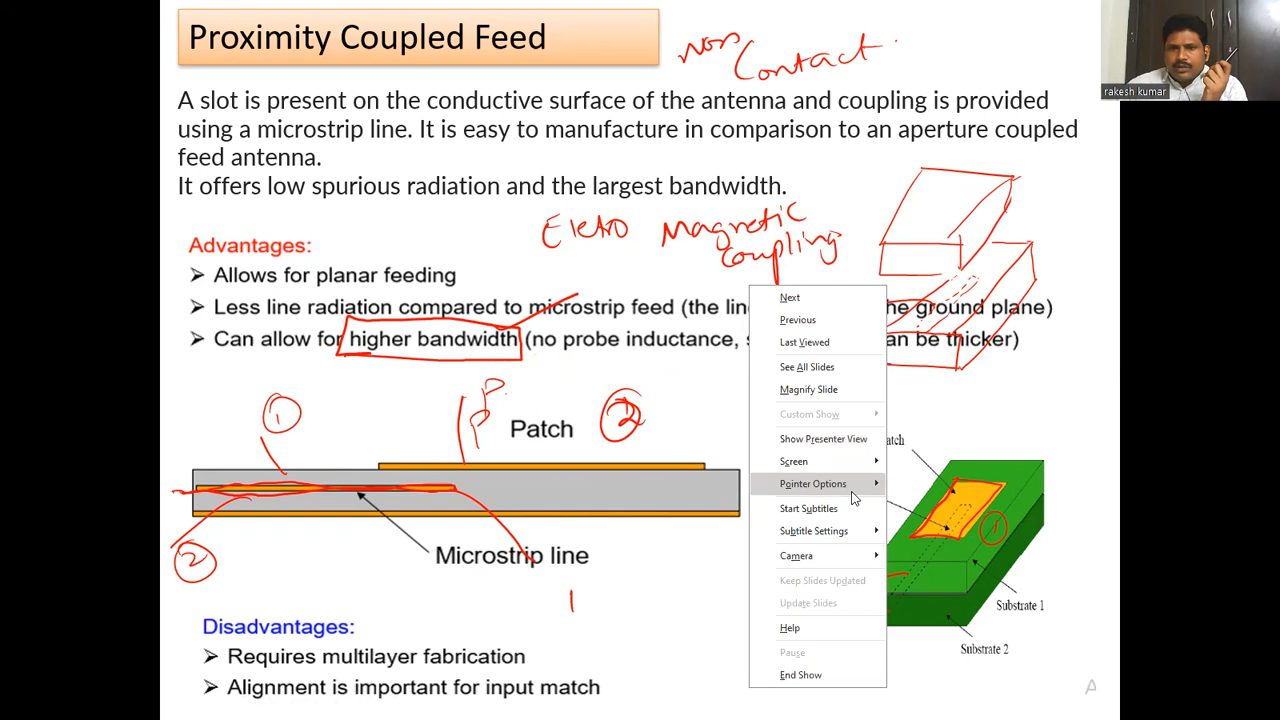 Proximity Coupled Feed
non
Contact
rakesh kumar
A slot is present on the conductive surface of the antenna and coupling is provided
using a microstrip line. It is easy to manufacture in comparison to an aperture coupled
feed antenna.
It offers low spurious radiation and the largest bandwidth.
Eletro Magnetic
Coupling
Advantages:
➢ Allows for planar feeding
➢ Less line radiation compared to microstrip feed (the line he ground plane)
➢ Can allow for higher bandwidth (no probe inductance, s an be thicker)
Next
Previous
Last Viewed
See All Slides
Magnify Slide
Custom Show
Show Presenter View
Screen
Pointer Options
Start Subtitles
Subtitle Settings
Camera
Keep Slides Updated
Update Slides
Help
Pause
End Show
1
Patch
2
Microstrip line
2
atch
1
Substrate 1
Substrate 2
Disadvantages:
➢ Requires multilayer fabrication
➢ Alignment is important for input match
A